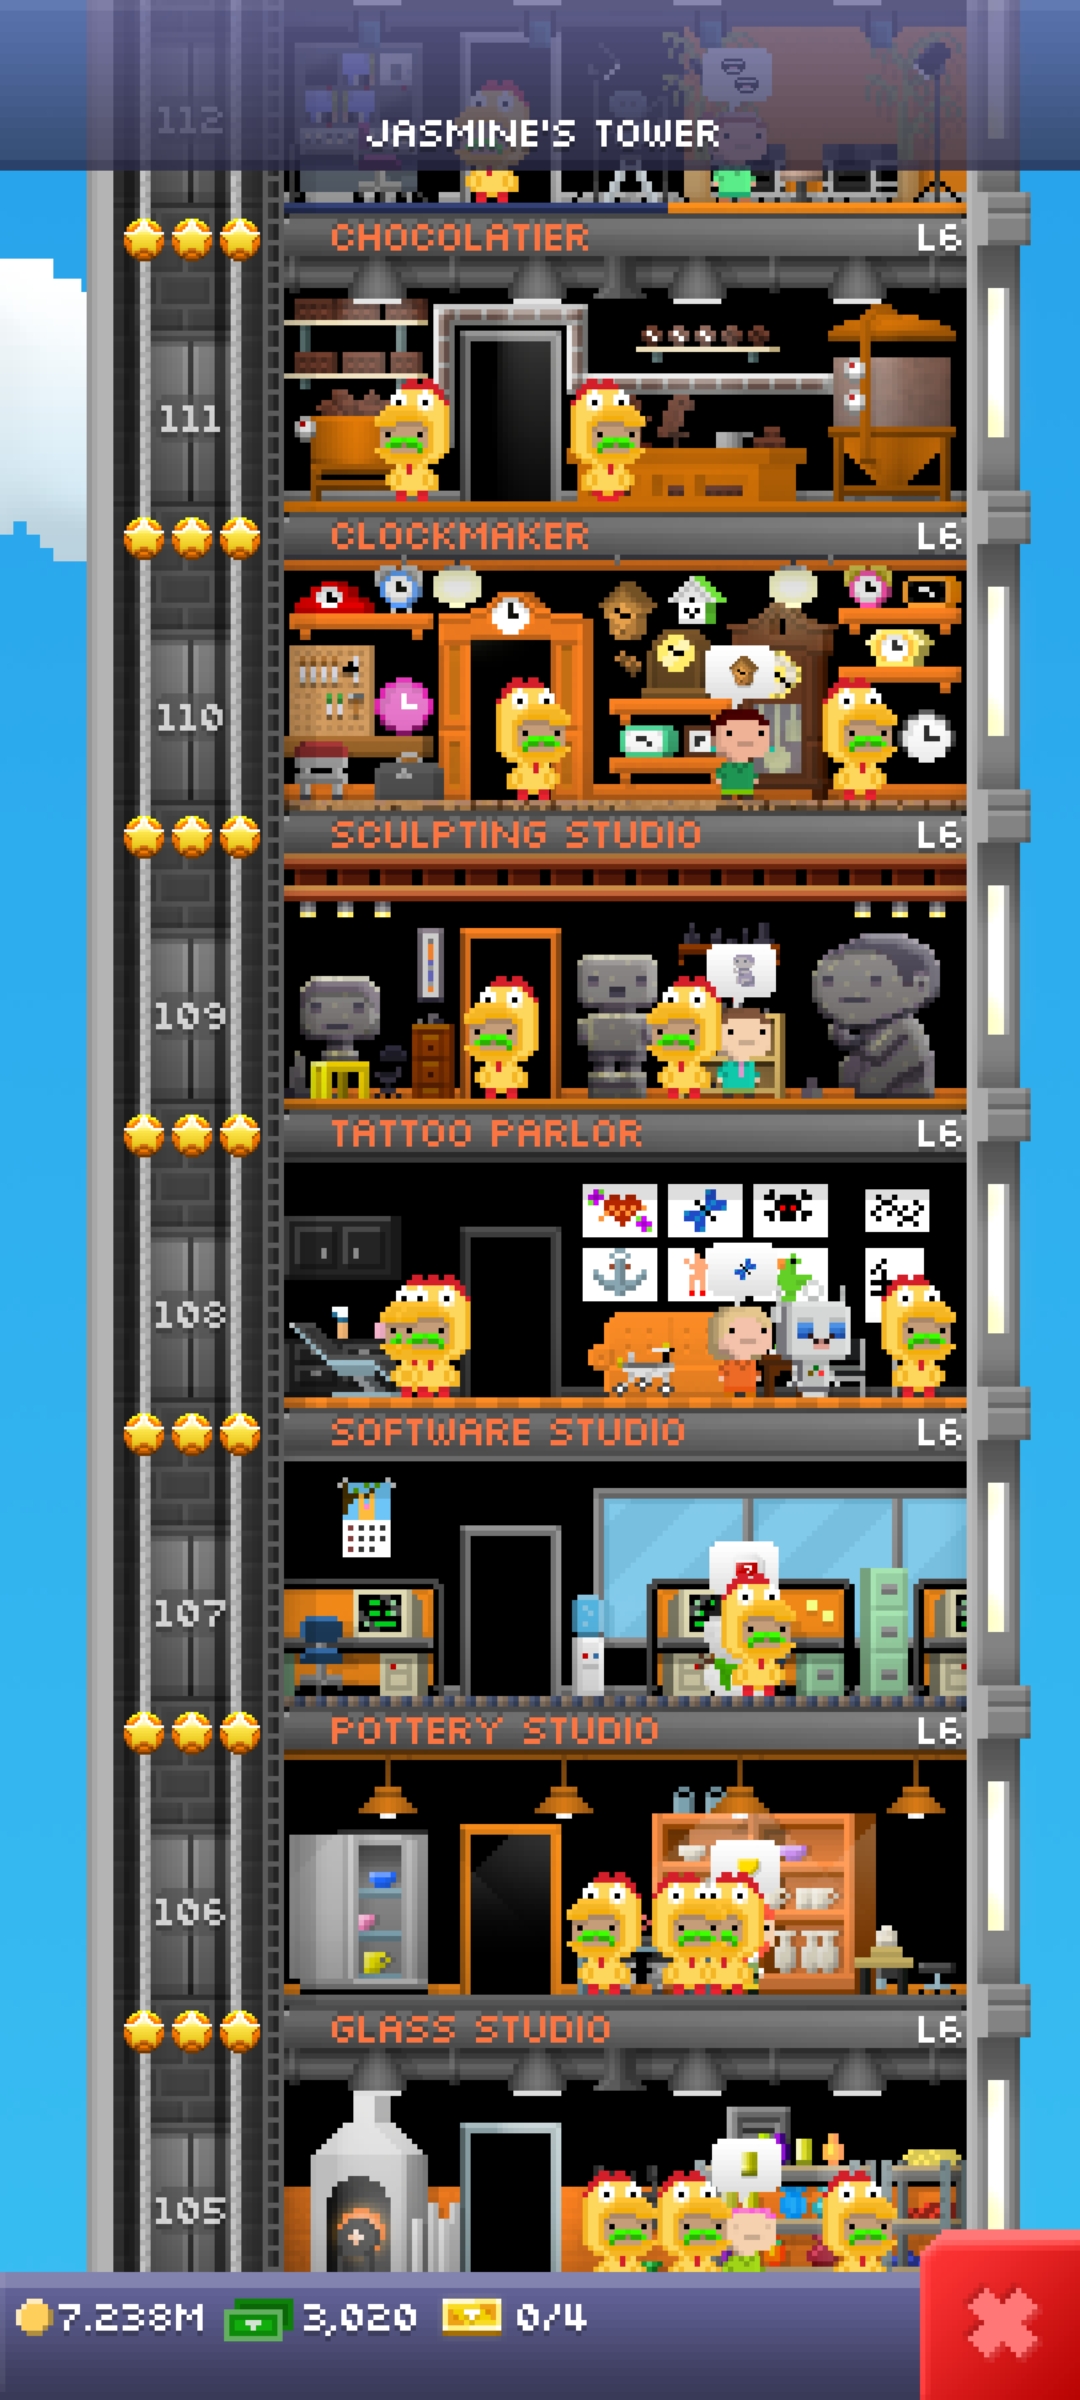 112
JASMINE'S TOWER
CHOCOLATIER L6
111
CLOCKMAKER L6
110
SCULPTING STUDIO L6
109
TATTOO PARLOR L6
108
SOFTWARE STUDIO L6
107
POTTERY STUDIO L6
106
GLASS STUDIO L6
105
7.238M 3,020 0/4